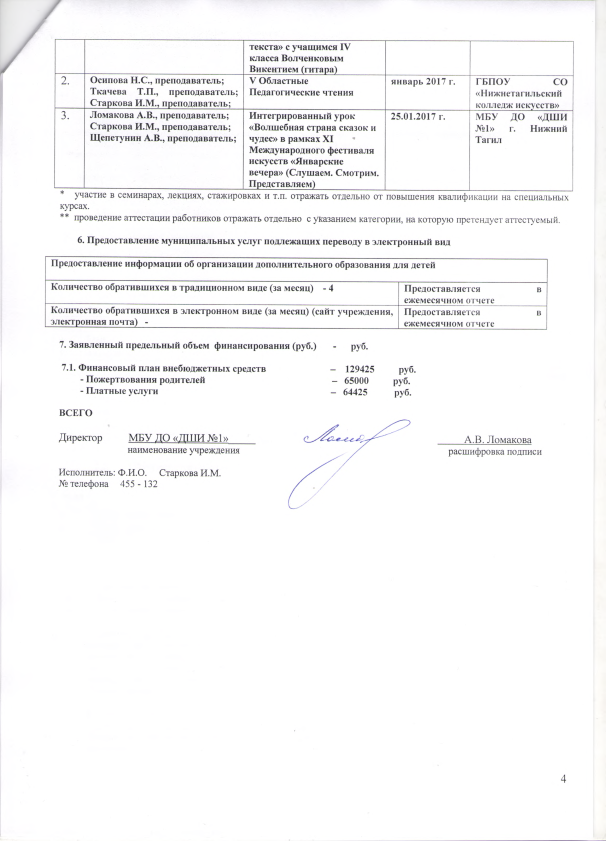 текста» с учащимся IV
класса Волченковым
Викентием (гитара)
2. Осипова Н.С., преподаватель; V Областные январь 2017 г. ГБПОУ СО
Ткачева Т.П., преподаватель; Педагогические чтения «Нижнетагильский
Старкова И.М., преподаватель; колледж искусств»
3. Ломакова А.В., преподаватель; Интегрированный урок 25.01.2017 г. МБУ ДО «ДШИ
Старкова И.М., преподаватель; «Волшебная страна сказок и №1» г. Нижний
Щепетунин А.В., преподаватель; чудес» в рамках XI Тагил
Международного фестиваля
искусств «Январские
вечера» (Слушаем. Смотрим.
Представляем)
* участие в семинарах, лекциях, стажировках и т.п. отражать отдельно от повышения квалификации на специальных
курсах.
** проведение аттестации работников отражать отдельно с указанием категории, на которую претендует аттестуемый.
6. Предоставление муниципальных услуг подлежащих переводу в электронный вид
Предоставление информации об организации дополнительного образования для детей
Количество обратившихся в традиционном виде (за месяц) - 4 Предоставляется в
ежемесячном отчете
Количество обратившихся в электронном виде (за месяц) (сайт учреждения, Предоставляется в
электронная почта) - ежемесячном отчете
7. Заявленный предельный объем финансирования (руб.) - руб.
7.1. Финансовый план внебюджетных средств – 129425 руб.
- Пожертвования родителей – 65000 руб.
- Платные услуги – 64425 руб.
ВСЕГО
Директор МБУ ДО «ДШИ №1» А.В. Ломакова
наименование учреждения расшифровка подписи
Исполнитель: Ф.И.О. Старкова И.М.
№ телефона 455 - 132
4